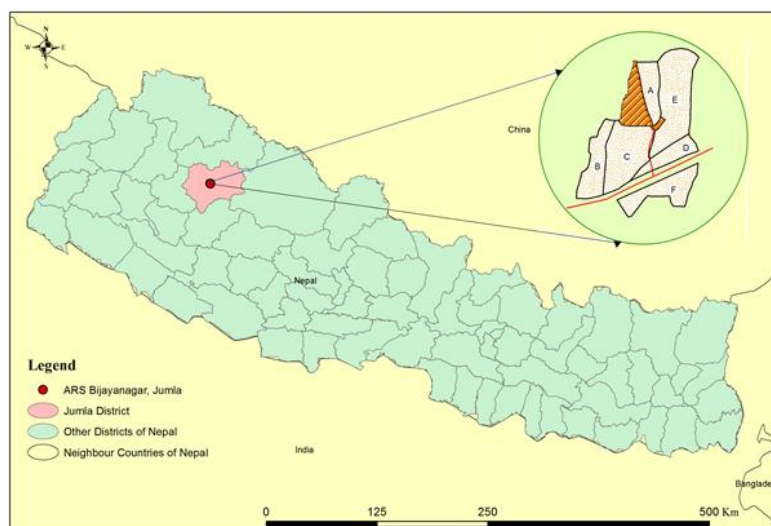 N
W E
S
China
A
E
B
C
D
F
Nepal
Legend
ARS Bijayanagar, Jumla
Jumla District
Other Districts of Nepal
Neighbour Countries of Nepal
India
Banglade
0 125 250 500 Km